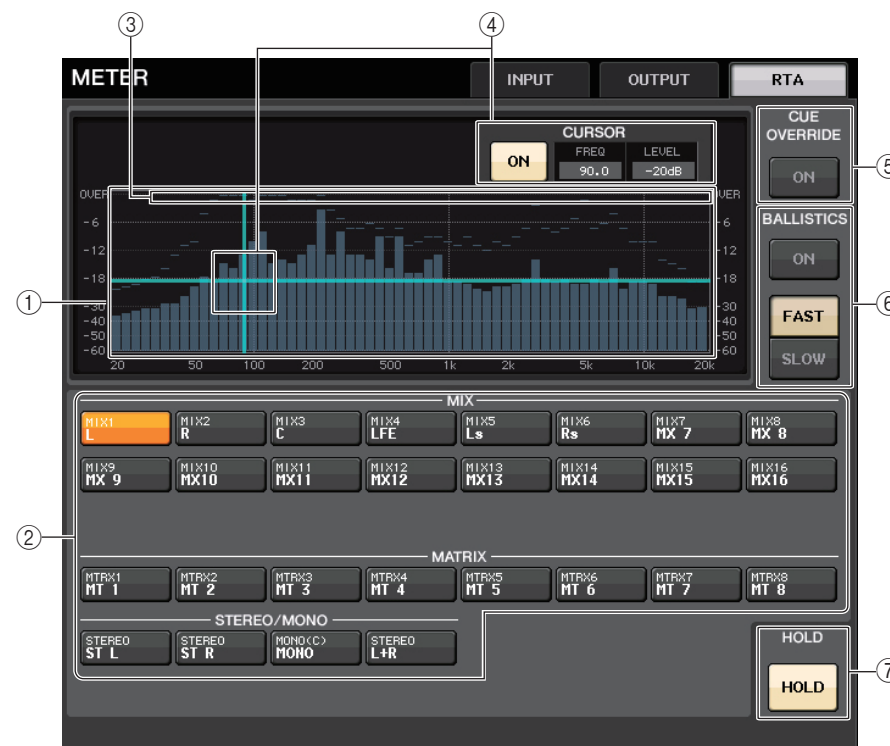 ③ ④
METER INPUT OUTPUT RTA
CURSOR
ON FREQ LEVEL
90.0 -20dB
CUE
OVERRIDE
ON
⑤
OVER OVER
-6 -6
-12 -12
-18 -18
-30 -30
-40 -40
-50 -50
-60 -60
20 50 100 200 500 1k 2k 5k 10k 20k
①
BALLISTICS
ON
FAST
SLOW
⑥
MIX
MIX1 MIX2 MIX3 MIX4 MIX5 MIX6 MIX7 MIX8
L R C LFE Ls Rs MX 7 MX 8
MIX9 MIX10 MIX11 MIX12 MIX13 MIX14 MIX15 MIX16
MX 9 MX10 MX11 MX12 MX13 MX14 MX15 MX16
②
MATRIX
MTRX1 MTRX2 MTRX3 MTRX4 MTRX5 MTRX6 MTRX7 MTRX8
MT 1 MT 2 MT 3 MT 4 MT 5 MT 6 MT 7 MT 8
STEREO/MONO
STEREO STEREO MONO(C) STEREO
ST L ST R MONO L+R
HOLD
HOLD
⑦